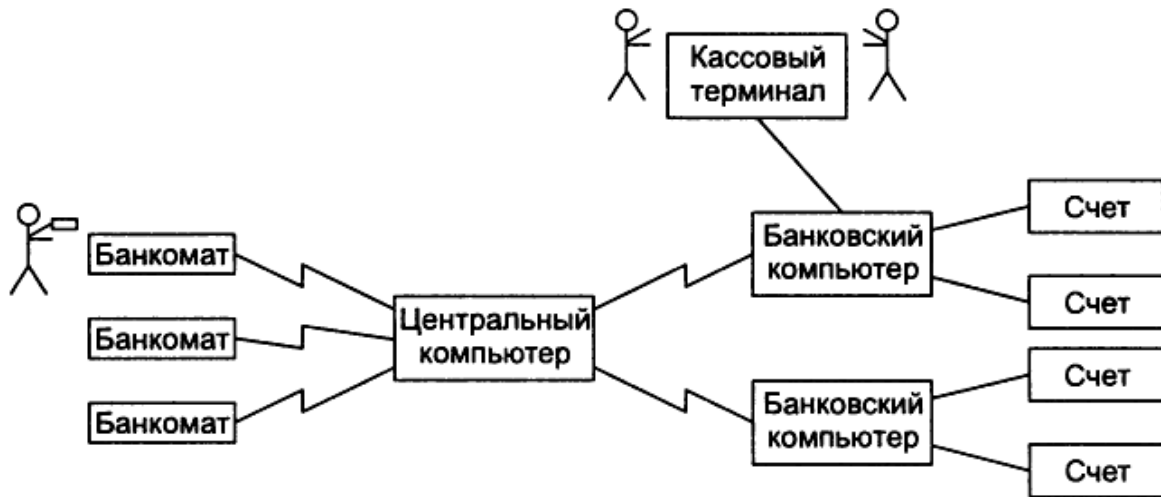 Кассовый
терминал
Банкомат
Банкомат
Банкомат
Центральный
компьютер
Банковский
компьютер
Банковский
компьютер
Счет
Счет
Счет
Счет